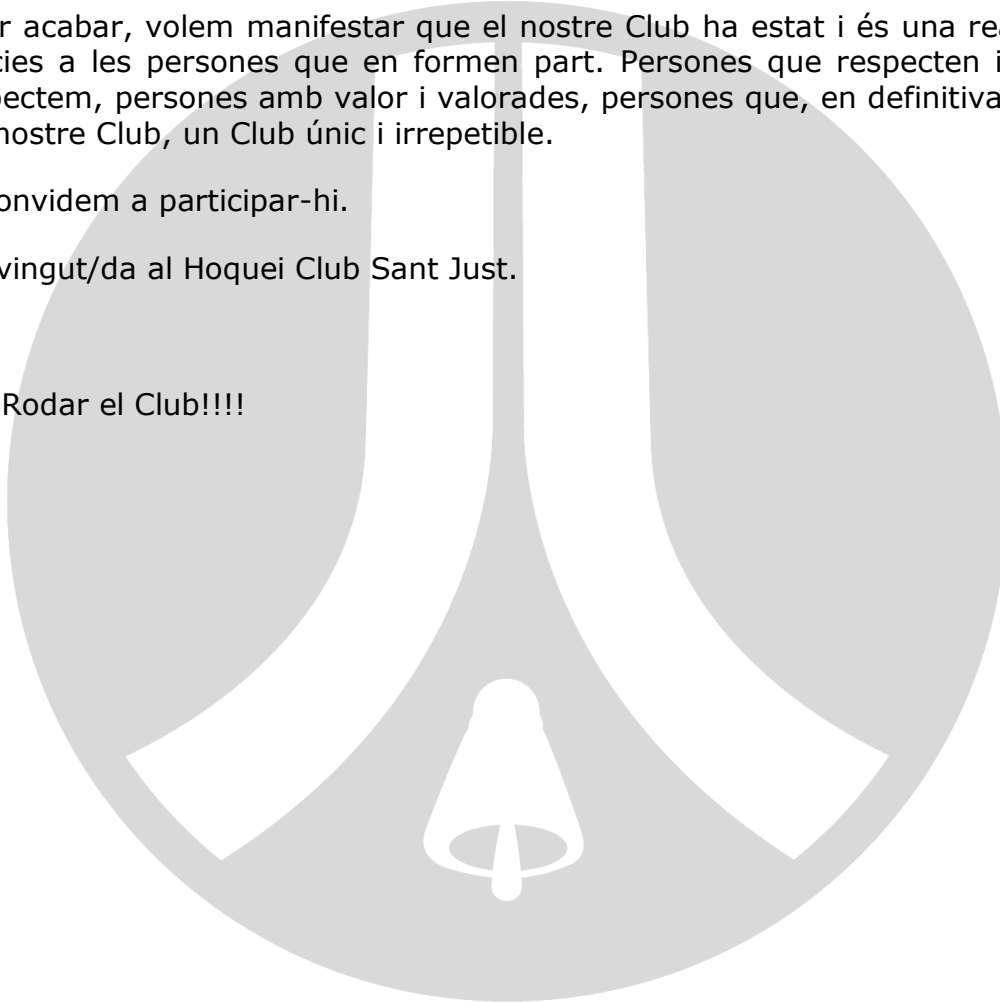 r acabar, volem manifestar que el nostre Club ha estat i és una rea
cies a les persones que en formen part. Persones que respecten i
pectem, persones amb valor i valorades, persones que, en definitiva
nostre Club, un Club únic i irrepetible.
onvidem a participar-hi.
vingut/da al Hoquei Club Sant Just.
Rodar el Club!!!!